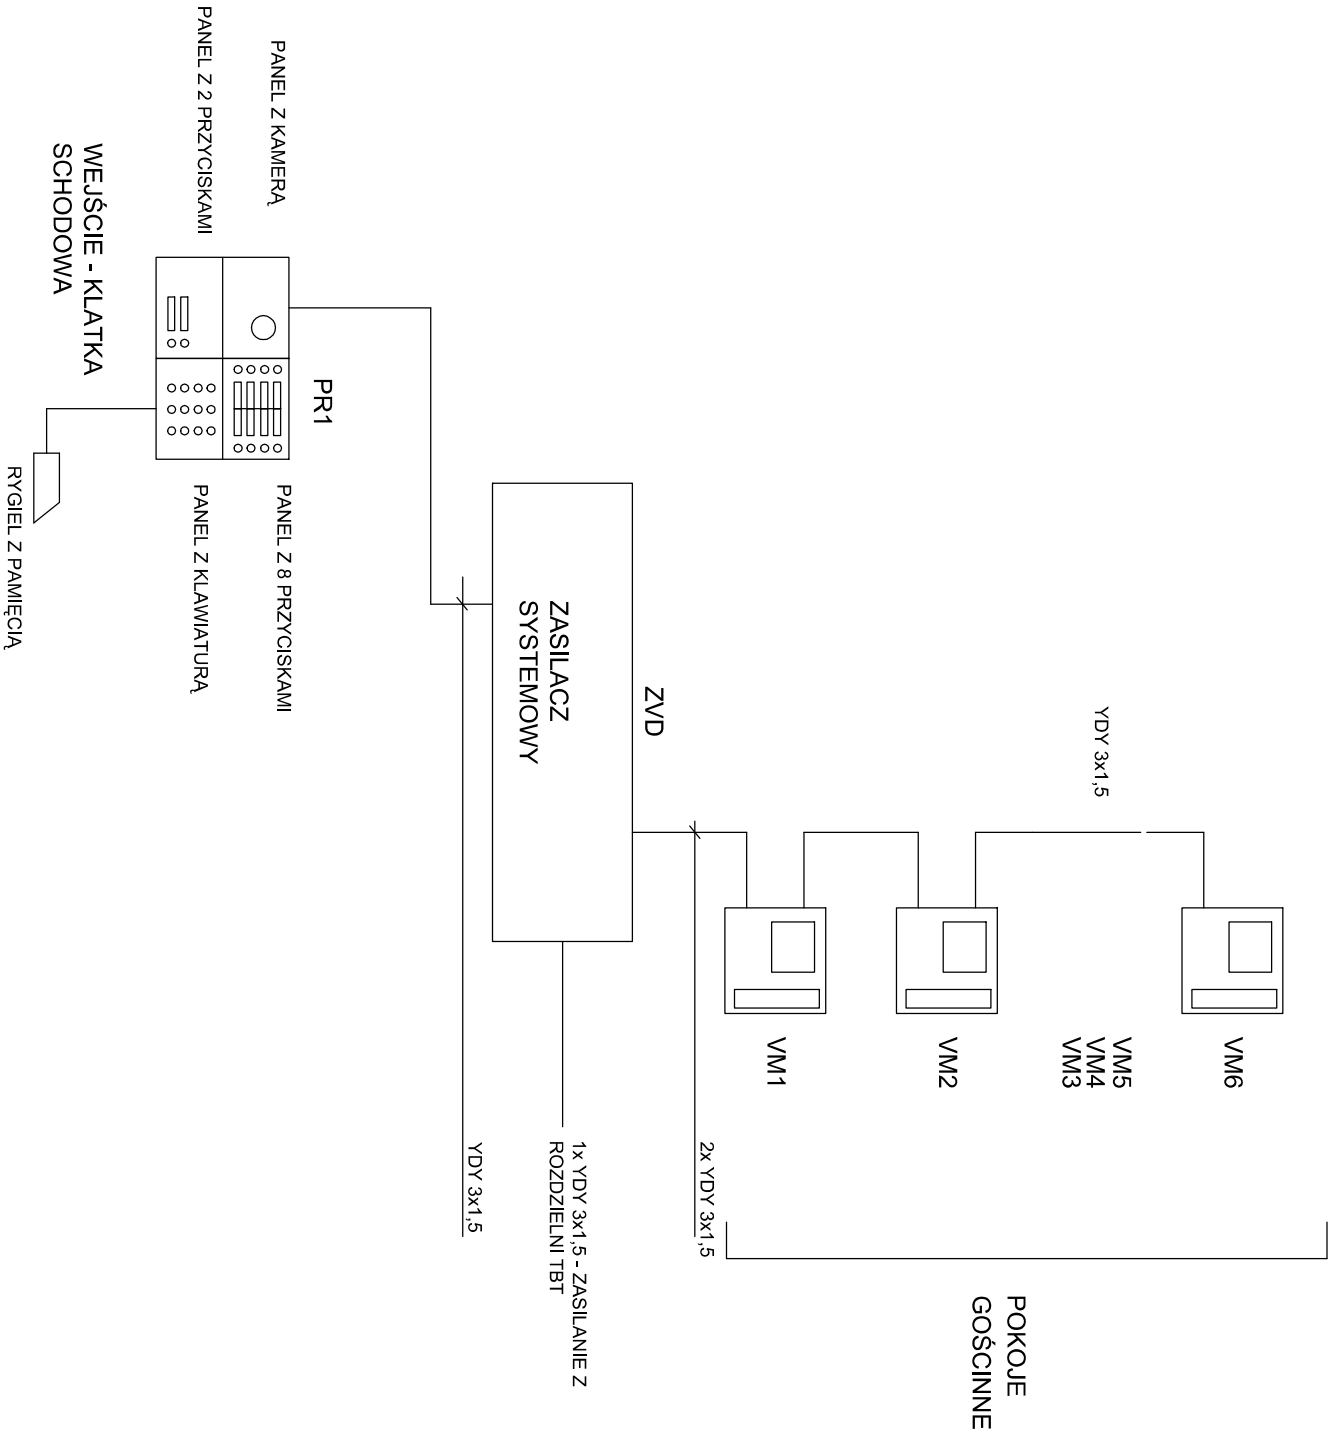 POKOJE
GOŚCINNE
VM6
VM5
VM4
VM3
VM2
VM1
YDY 3x1,5
2x YDY 3x1,5
ZVD
ZASILACZ
SYSTEMOWY
1x YDY 3x1,5 - ZASILANIE Z
ROZDZIELNI TBT
YDY 3x1,5
PR1
PANEL Z KAMERĄ
PANEL Z 8 PRZYCISKAMI
PANEL Z 2 PRZYCISKAMI
PANEL Z KLAWIATURĄ
WEJŚCIE - KLATKA
SCHODOWA
RYGIEL Z PAMIĘCIĄ